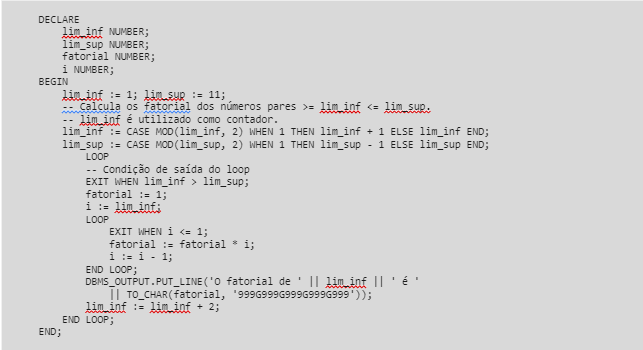 DECLARE
lim_inf NUMBER;
lim_sup NUMBER;
fatorial NUMBER;
i NUMBER;
BEGIN
lim_inf := 1; lim_sup := 11;
-- Calcula os fatorial dos números pares >= lim_inf <= lim_sup.
-- lim_inf é utilizado como contador.
lim_inf := CASE MOD(lim_inf, 2) WHEN 1 THEN lim_inf + 1 ELSE lim_inf END;
lim_sup := CASE MOD(lim_sup, 2) WHEN 1 THEN lim_sup - 1 ELSE lim_sup END;
LOOP
-- Condição de saída do loop
EXIT WHEN lim_inf > lim_sup;
fatorial := 1;
i := lim_inf;
LOOP
EXIT WHEN i <= 1;
fatorial := fatorial * i;
i := i - 1;
END LOOP;
DBMS_OUTPUT.PUT_LINE('O fatorial de ' || lim_inf || ' é '
|| TO_CHAR(fatorial, '999G999G999G999G999'));
lim_inf := lim_inf + 2;
END LOOP;
END;